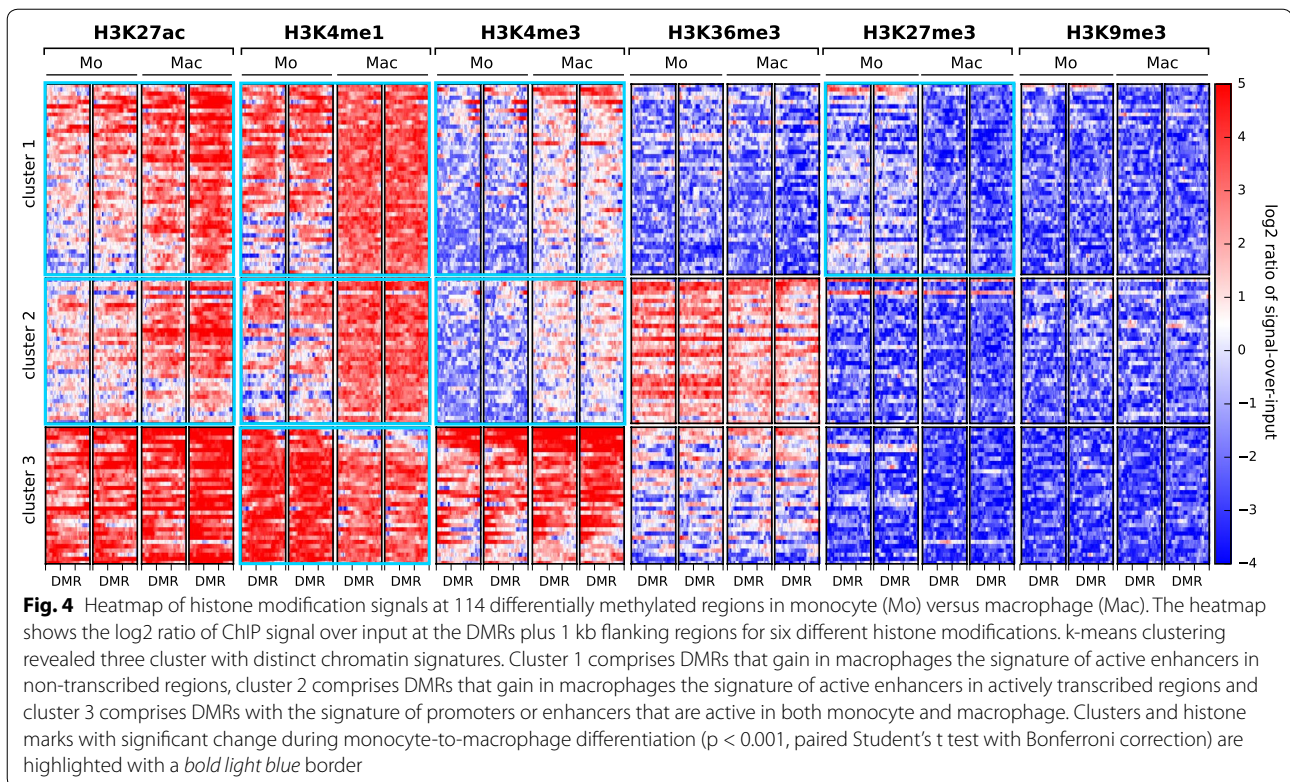 H3K27ac H3K4me1 H3K4me3 H3K36me3 H3K27me3 H3K9me3
Mo Mac Mo Mac Mo Mac Mo Mac Mo Mac Mo Mac
cluster 1
cluster 2
cluster 3
5
4
3
2
1
0
−1
−2
−3
−4
log2 ratio of signal-over-input
DMR DMR DMR DMR DMR DMR DMR DMR DMR DMR DMR DMR DMR DMR DMR DMR DMR DMR DMR DMR DMR DMR DMR DMR
Fig. 4 Heatmap of histone modification signals at 114 differentially methylated regions in monocyte (Mo) versus macrophage (Mac). The heatmap
shows the log2 ratio of ChIP signal over input at the DMRs plus 1 kb flanking regions for six different histone modifications. k-means clustering
revealed three cluster with distinct chromatin signatures. Cluster 1 comprises DMRs that gain in macrophages the signature of active enhancers in
non-transcribed regions, cluster 2 comprises DMRs that gain in macrophages the signature of active enhancers in actively transcribed regions and
cluster 3 comprises DMRs with the signature of promoters or enhancers that are active in both monocyte and macrophage. Clusters and histone
marks with significant change during monocyte-to-macrophage differentiation (p < 0.001, paired Student's t test with Bonferroni correction) are
highlighted with a bold light blue border